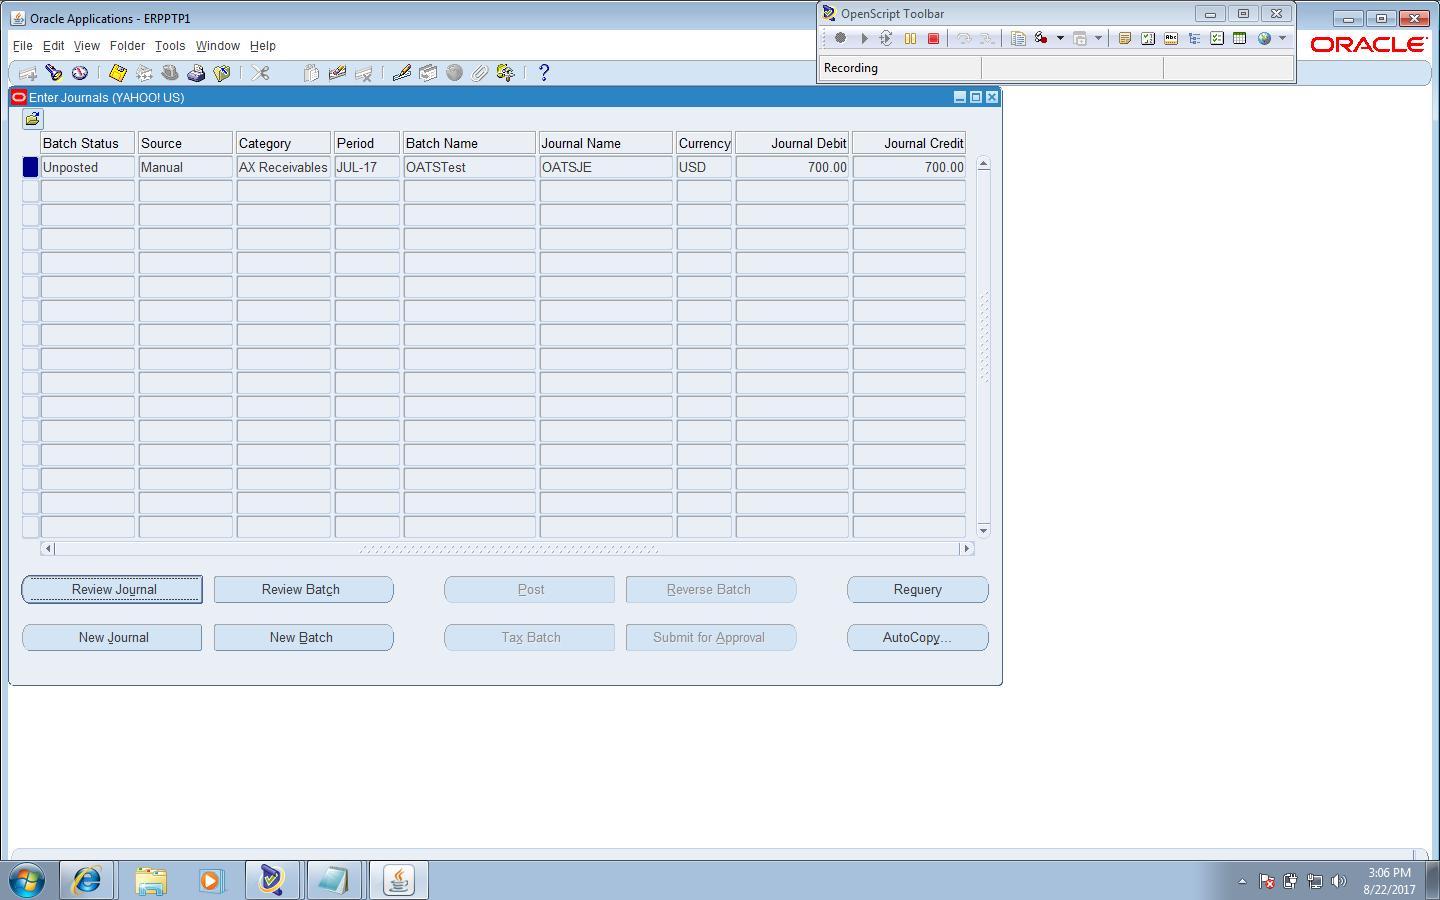 Oracle Applications - ERPPTP1
OpenScript Toolbar
File Edit View Folder Tools Window Help
ORACLE
Recording
Enter Journals (YAHOO! US)
Batch Status Source Category Period Batch Name Journal Name Currency Journal Debit Journal Credit
Unposted Manual AX Receivables JUL-17 OATSTest OATSJE USD 700.00 700.00
Review Journal Review Batch Post Reverse Batch Requery
New Journal New Batch Tax Batch Submit for Approval AutoCopy...
3:06 PM
8/22/2017